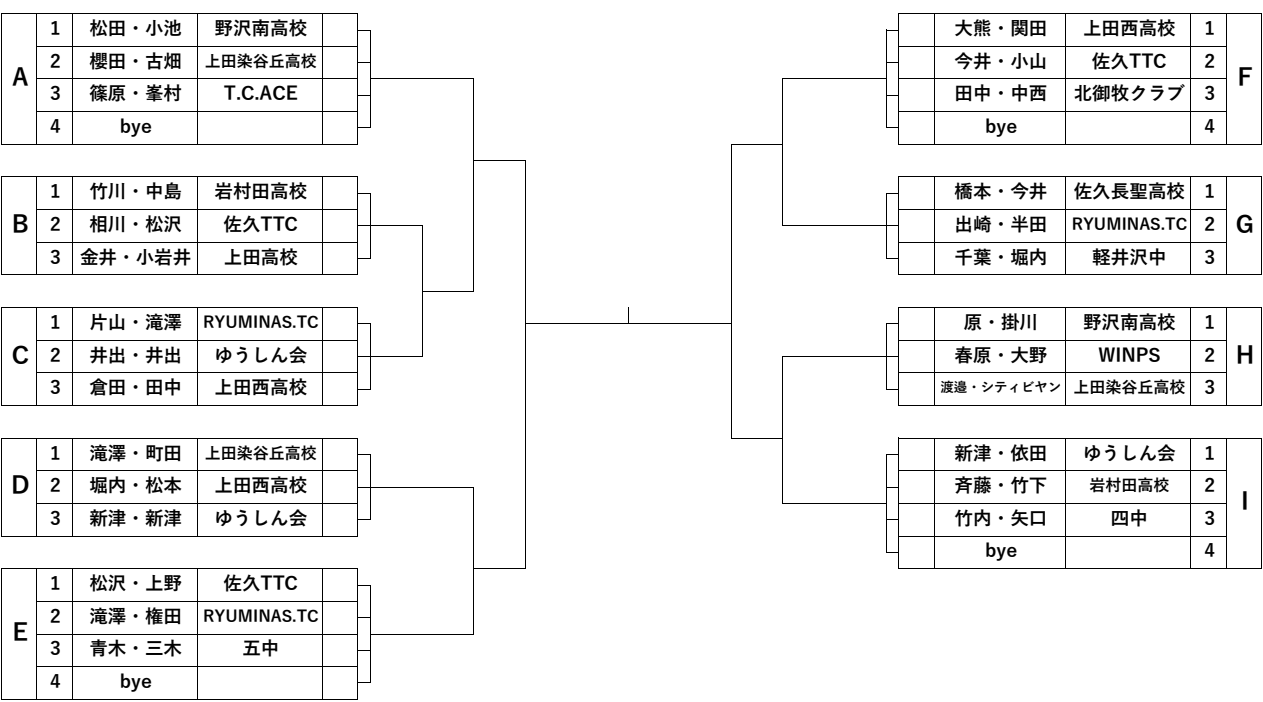 A
1 松田・小池 野沢南高校
2 櫻田・古畑 上田染谷丘高校
3 篠原・峯村 T.C.ACE
4 bye
B
1 竹川・中島 岩村田高校
2 相川・松沢 佐久TTC
3 金井・小岩井 上田高校
C
1 片山・滝澤 RYUMINAS.TC
2 井出・井出 ゆうしん会
3 倉田・田中 上田西高校
D
1 滝澤・町田 上田染谷丘高校
2 堀内・松本 上田西高校
3 新津・新津 ゆうしん会
E
1 松沢・上野 佐久TTC
2 滝澤・権田 RYUMINAS.TC
3 青木・三木 五中
4 bye
大熊・関田 上田西高校 1
今井・小山 佐久TTC 2
田中・中西 北御牧クラブ 3
bye 4
F
橋本・今井 佐久長聖高校 1
出崎・半田 RYUMINAS.TC 2
千葉・堀内 軽井沢中 3
G
原・掛川 野沢南高校 1
春原・大野 WINPS 2
渡邉・シティビヤン 上田染谷丘高校 3
H
新津・依田 ゆうしん会 1
斉藤・竹下 岩村田高校 2
竹内・矢口 四中 3
bye 4
I